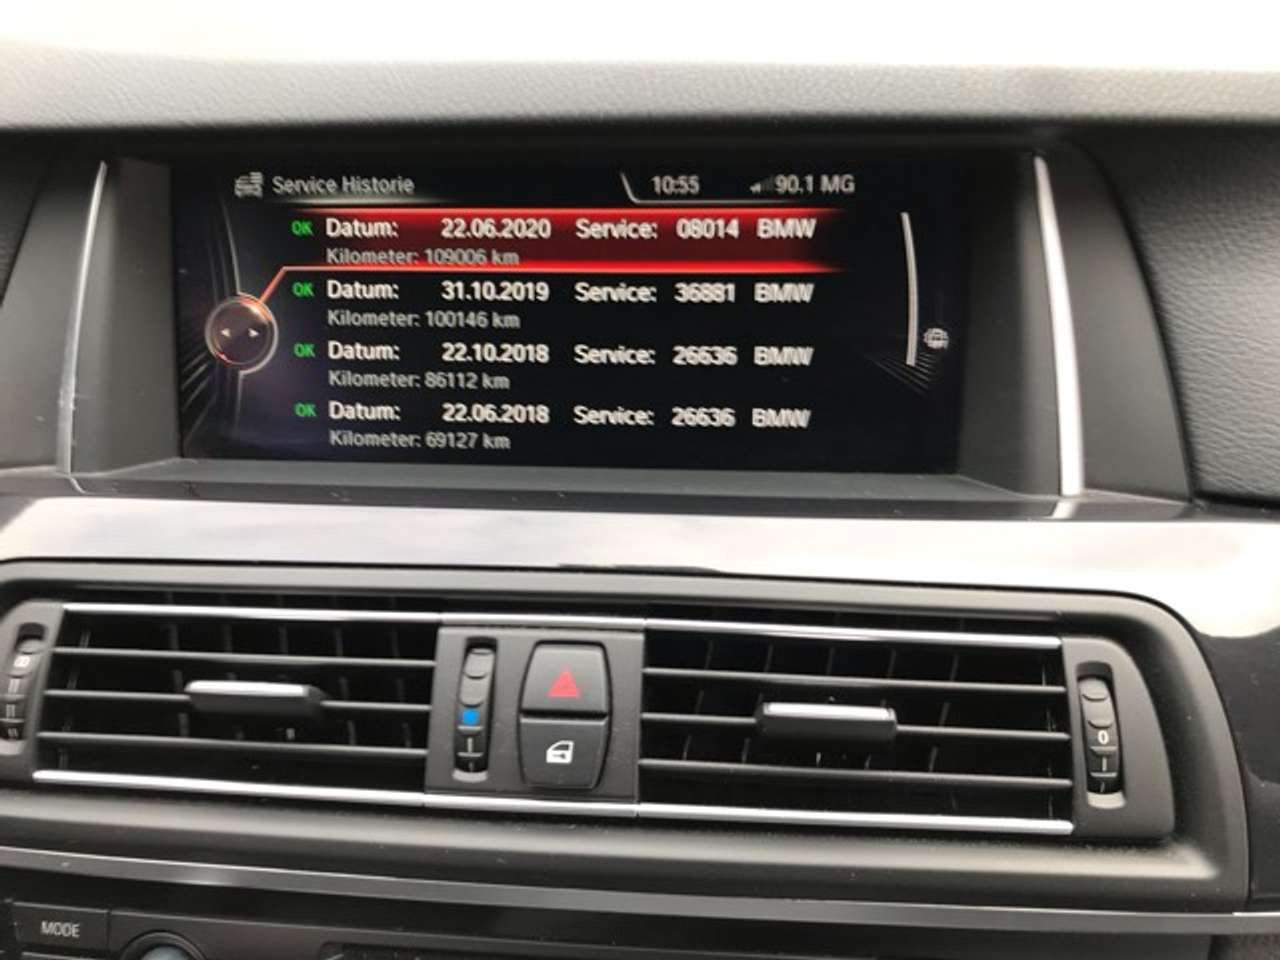 Service Historie 10:55 90.1 MG
OK Datum: 22.06.2020 Service: 08014 BMW
Kilometer: 109006 km
OK Datum: 31.10.2019 Service: 36881 BMW
Kilometer: 100146 km
OK Datum: 22.10.2018 Service: 26636 BMW
Kilometer: 86112 km
OK Datum: 22.06.2018 Service: 26636 BMW
Kilometer: 69127 km
0
MODE